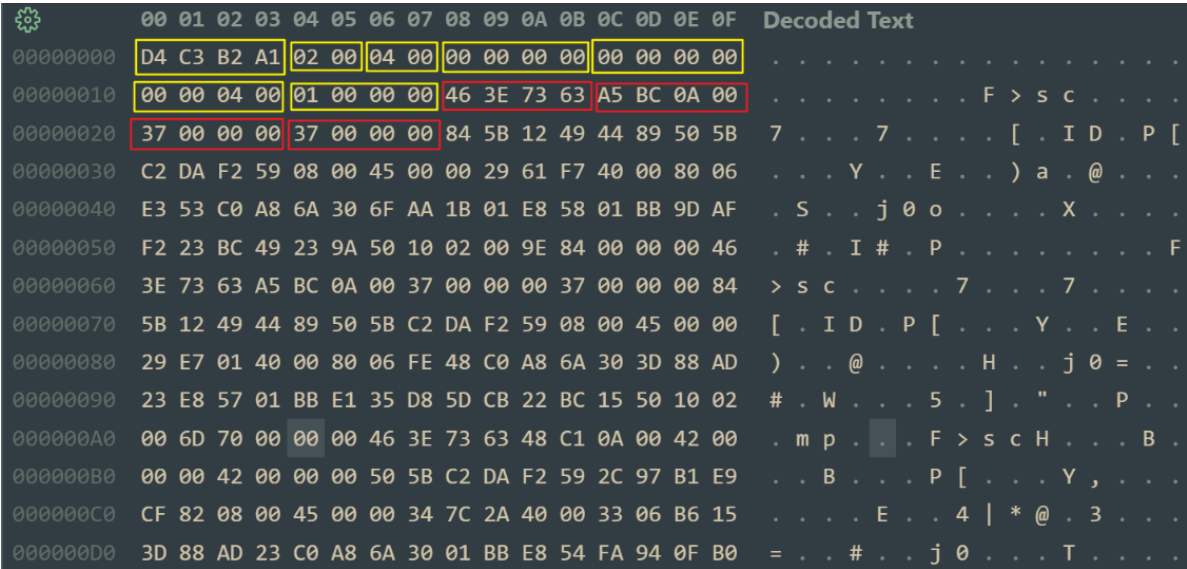 00 01 02 03 04 05 06 07 08 09 0A 0B 0C 0D 0E 0F Decoded Text
00000000 D4 C3 B2 A1 02 00 04 00 00 00 00 00 00 00 00 00 . . . . . . . . . . . . . . . .
00000010 00 00 04 00 01 00 00 00 46 3E 73 63 A5 BC 0A 00 . . . . . . . . F > s c . . . .
00000020 37 00 00 00 37 00 00 00 84 5B 12 49 44 89 50 5B 7 . . . 7 . . . . [ . I D . P [
00000030 C2 DA F2 59 08 00 45 00 00 29 61 F7 40 00 80 06 . . . Y . . E . . ) a . @ . . .
00000040 E3 53 C0 A8 6A 30 6F AA 1B 01 E8 58 01 BB 9D AF . S . . j 0 o . . . . X . . . .
00000050 F2 23 BC 49 23 9A 50 10 02 00 9E 84 00 00 00 46 . # . I # . P . . . . . . . . F
00000060 3E 73 63 A5 BC 0A 00 37 00 00 00 37 00 00 00 84 > s c . . . . 7 . . . 7 . . . .
00000070 5B 12 49 44 89 50 5B C2 DA F2 59 08 00 45 00 00 [ . I D . P [ . . . Y . . E . .
00000080 29 E7 01 40 00 80 06 FE 48 C0 A8 6A 30 3D 88 AD ) . . @ . . . . H . . j 0 = . .
00000090 23 E8 57 01 BB E1 35 D8 5D CB 22 BC 15 50 10 02 # . W . . . 5 . ] . " . . P . .
000000A0 00 6D 70 00 00 00 46 3E 73 63 48 C1 0A 00 42 00 . m p . . . F > s c H . . . B .
000000B0 00 00 42 00 00 00 50 5B C2 DA F2 59 2C 97 B1 E9 . . B . . . P [ . . . Y , . . .
000000C0 CF 82 08 00 45 00 00 34 7C 2A 40 00 33 06 B6 15 . . . . E . . 4 | * @ . 3 . . .
000000D0 3D 88 AD 23 C0 A8 6A 30 01 BB E8 54 FA 94 0F B0 = . . # . . j 0 . . . T . . . .